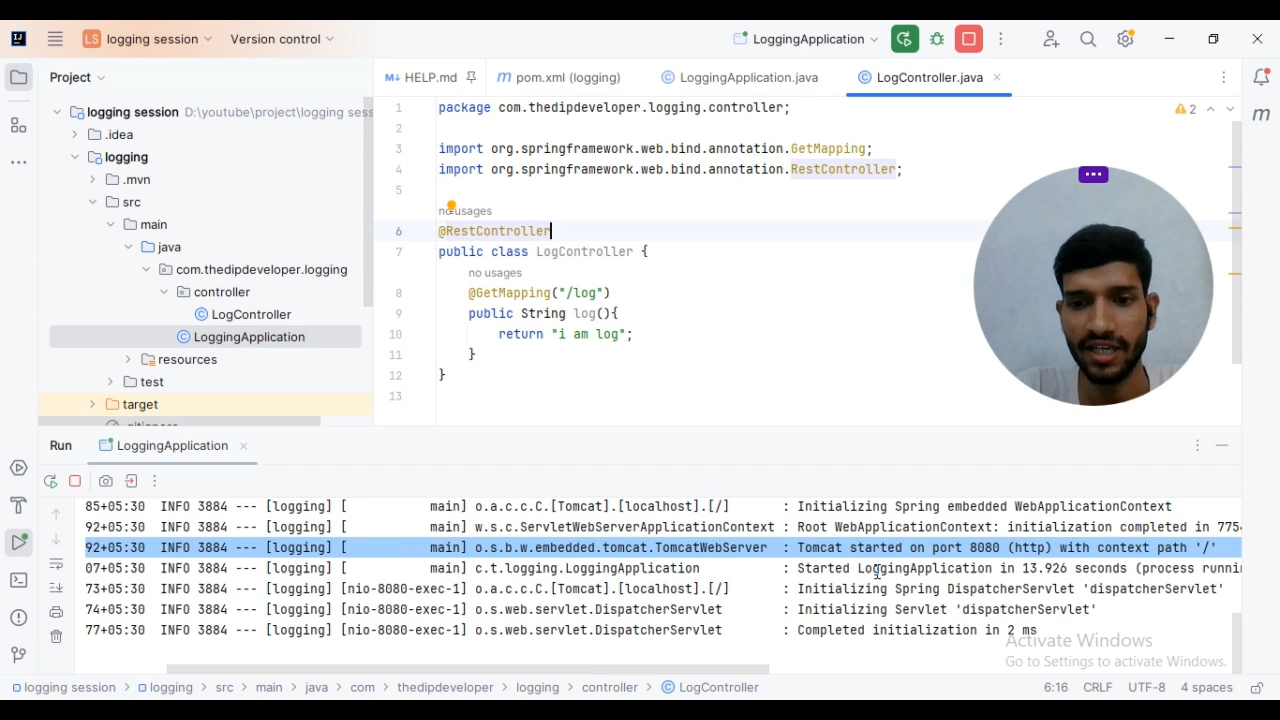 LS logging session
Version control
LoggingApplication
Project
HELP.md
pom.xml (logging)
LoggingApplication.java
LogController.java
logging session D:\youtube\project\logging sess
.idea
logging
.mvn
src
main
java
com.thedipdeveloper.logging
controller
LogController
LoggingApplication
resources
test
target
1 package com.thedipdeveloper.logging.controller;
2
3 import org.springframework.web.bind.annotation.GetMapping;
4 import org.springframework.web.bind.annotation.RestController;
5
no usages
6 @RestController
7 public class LogController {
no usages
8 @GetMapping("/log")
9 public String log(){
10 return "i am log";
11 }
12 }
13
2
Run
LoggingApplication
85+05:30 INFO 3884 --- [logging] [ main] o.a.c.c.C.[Tomcat].[localhost].[/] : Initializing Spring embedded WebApplicationContext
92+05:30 INFO 3884 --- [logging] [ main] w.s.c.ServletWebServerApplicationContext : Root WebApplicationContext: initialization completed in 7754
92+05:30 INFO 3884 --- [logging] [ main] o.s.b.w.embedded.tomcat.TomcatWebServer : Tomcat started on port 8080 (http) with context path '/'
07+05:30 INFO 3884 --- [logging] [ main] c.t.logging.LoggingApplication : Started LoggingApplication in 13.926 seconds (process runnin
73+05:30 INFO 3884 --- [logging] [nio-8080-exec-1] o.a.c.c.C.[Tomcat].[localhost].[/] : Initializing Spring DispatcherServlet 'dispatcherServlet'
74+05:30 INFO 3884 --- [logging] [nio-8080-exec-1] o.s.web.servlet.DispatcherServlet : Initializing Servlet 'dispatcherServlet'
77+05:30 INFO 3884 --- [logging] [nio-8080-exec-1] o.s.web.servlet.DispatcherServlet : Completed initialization in 2 ms
Activate Windows
Go to Settings to activate Windows.
logging session > logging > src > main > java > com > thedipdeveloper > logging > controller > LogController
6:16 CRLF UTF-8 4 spaces